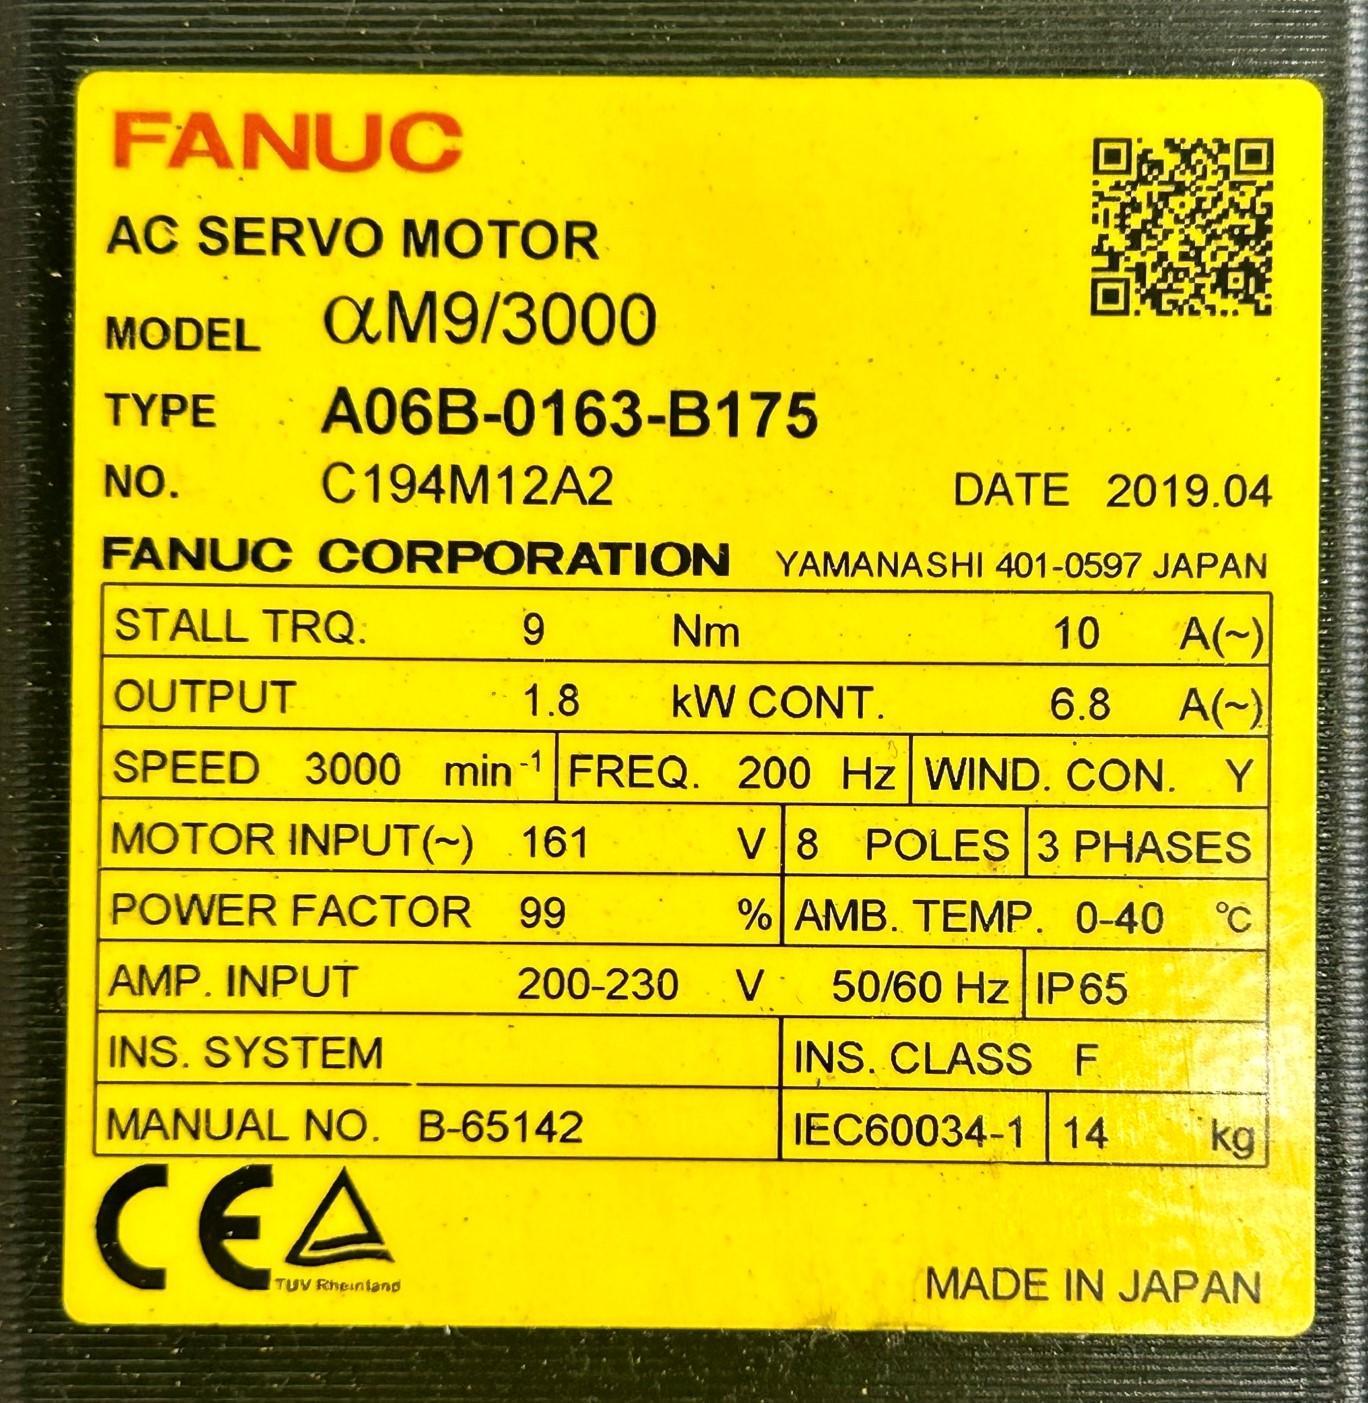 FANUC
AC SERVO MOTOR
MODEL αM9/3000
TYPE A06B-0163-B175
NO. C194M12A2 DATE 2019.04
FANUC CORPORATION YAMANASHI 401-0597 JAPAN
STALL TRQ. 9 Nm 10 A(~)
OUTPUT 1.8 kW CONT. 6.8 A(~)
SPEED 3000 min-1 FREQ. 200 Hz WIND. CON. Y
MOTOR INPUT(~) 161 V 8 POLES 3 PHASES
POWER FACTOR 99 % AMB. TEMP. 0-40 °C
AMP. INPUT 200-230 V 50/60 Hz IP65
INS. SYSTEM INS. CLASS F
MANUAL NO. B-65142 IEC60034-1 14 kg
CE
TUV Rheinland
MADE IN JAPAN